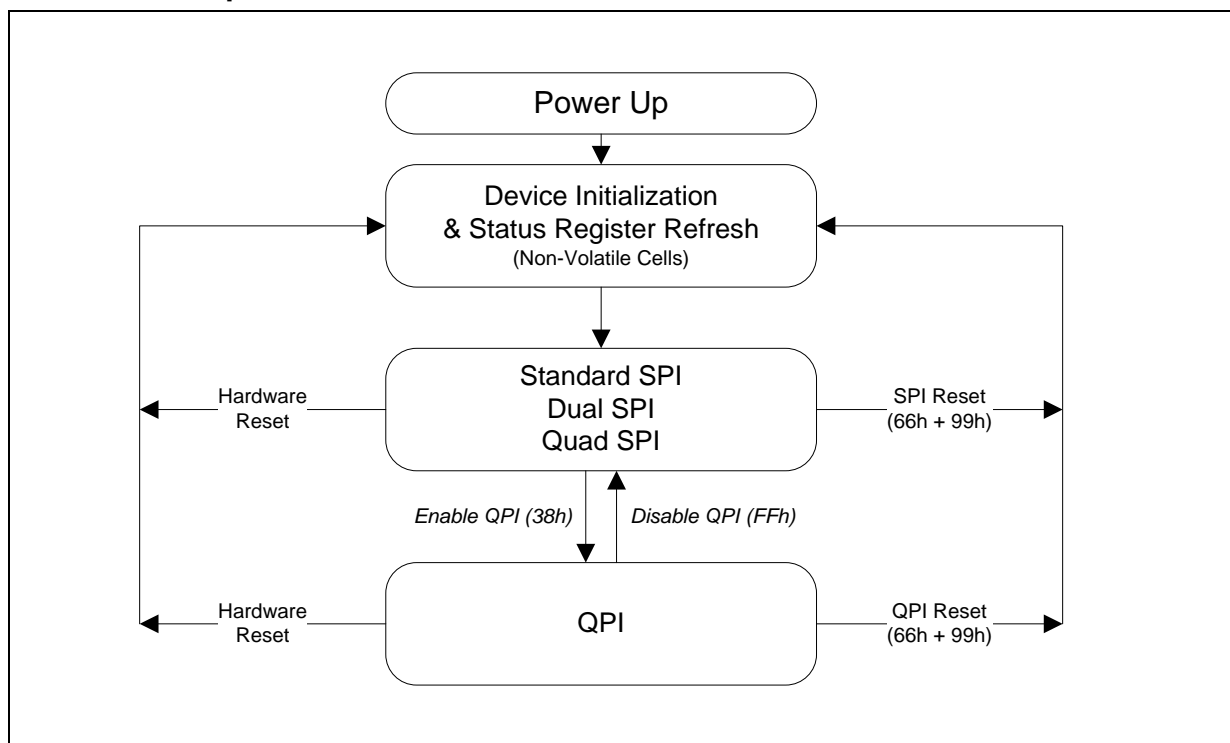 Power Up
Device Initialization
& Status Register Refresh
(Non-Volatile Cells)
Standard SPI
Dual SPI
Quad SPI
Hardware
Reset
SPI Reset
(66h + 99h)
Enable QPI (38h)
Disable QPI (FFh)
QPI
Hardware
Reset
QPI Reset
(66h + 99h)